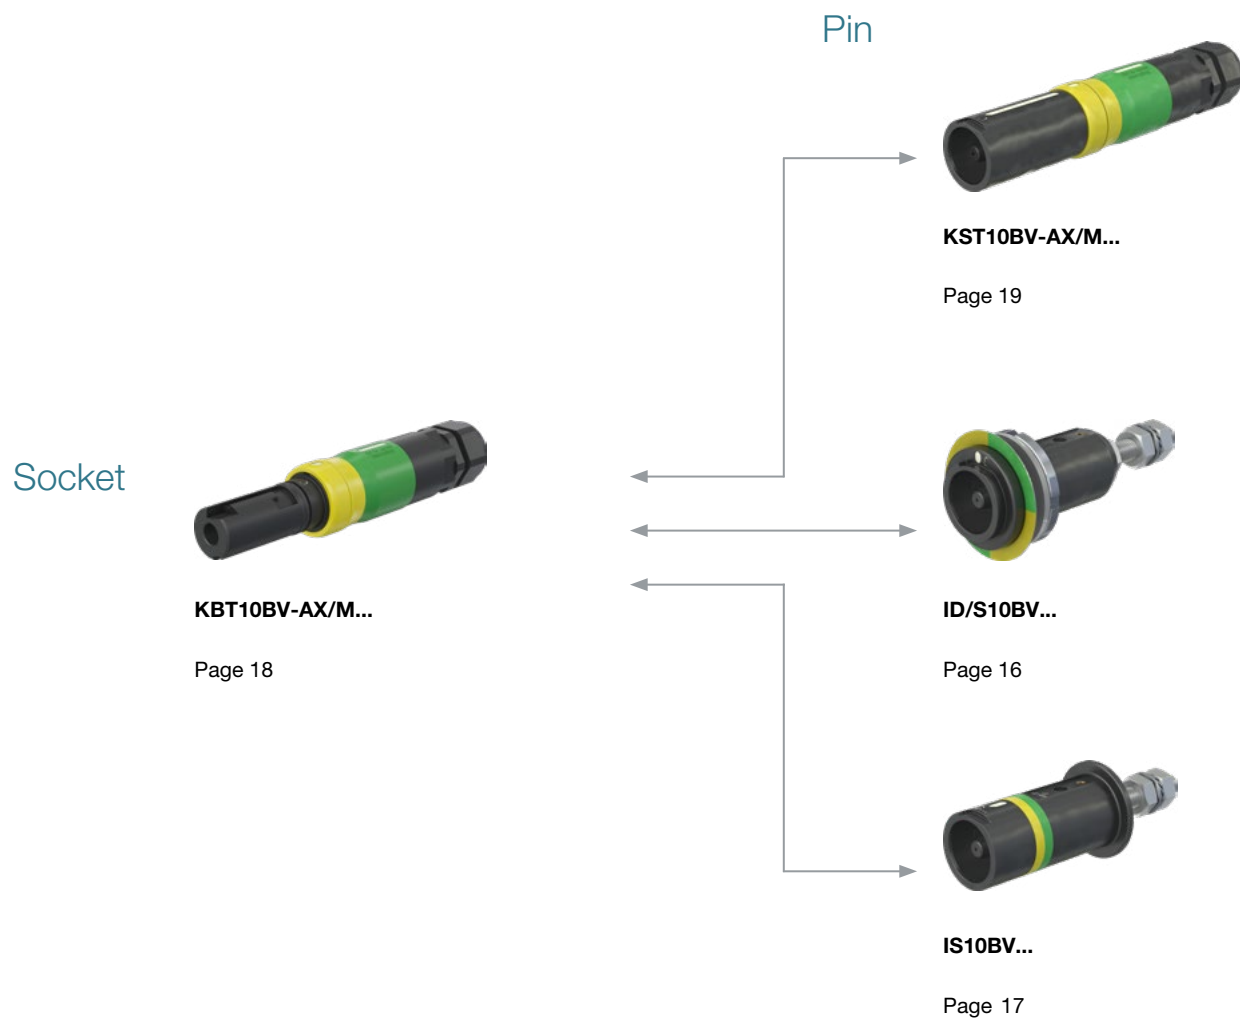 Pin
KST10BV-AX/M...
Page 19
Socket
KBT10BV-AX/M...
Page 18
ID/S10BV...
Page 16
IS10BV...
Page 17